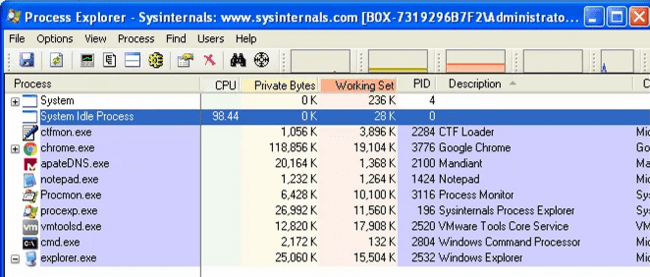 Process Explorer - Sysinternals: www.sysinternals.com [BOX-7319296B7F2\Administrato...
File Options View Process Find Users Help
Process CPU Private Bytes Working Set PID Description C
System 0 K 236 K 4
System Idle Process 98.44 0 K 28 K 0
ctfmon.exe 1,056 K 3,896 K 2284 CTF Loader Mic
chrome.exe 118,856 K 19,104 K 3776 Google Chrome Go
apateDNS.exe 20,164 K 1,368 K 2100 Mandiant Ma
notepad.exe 1,232 K 1,264 K 1424 Notepad Mic
Procmon.exe 6,428 K 10,100 K 3116 Process Monitor Sys
procexp.exe 26,992 K 11,560 K 196 Sysinternals Process Explorer Sys
vm vmtoolsd.exe 12,820 K 17,908 K 2520 VMware Tools Core Service VM
C:\ cmd.exe 2,172 K 132 K 2804 Windows Command Processor Mic
explorer.exe 25,060 K 15,504 K 2532 Windows Explorer Mic